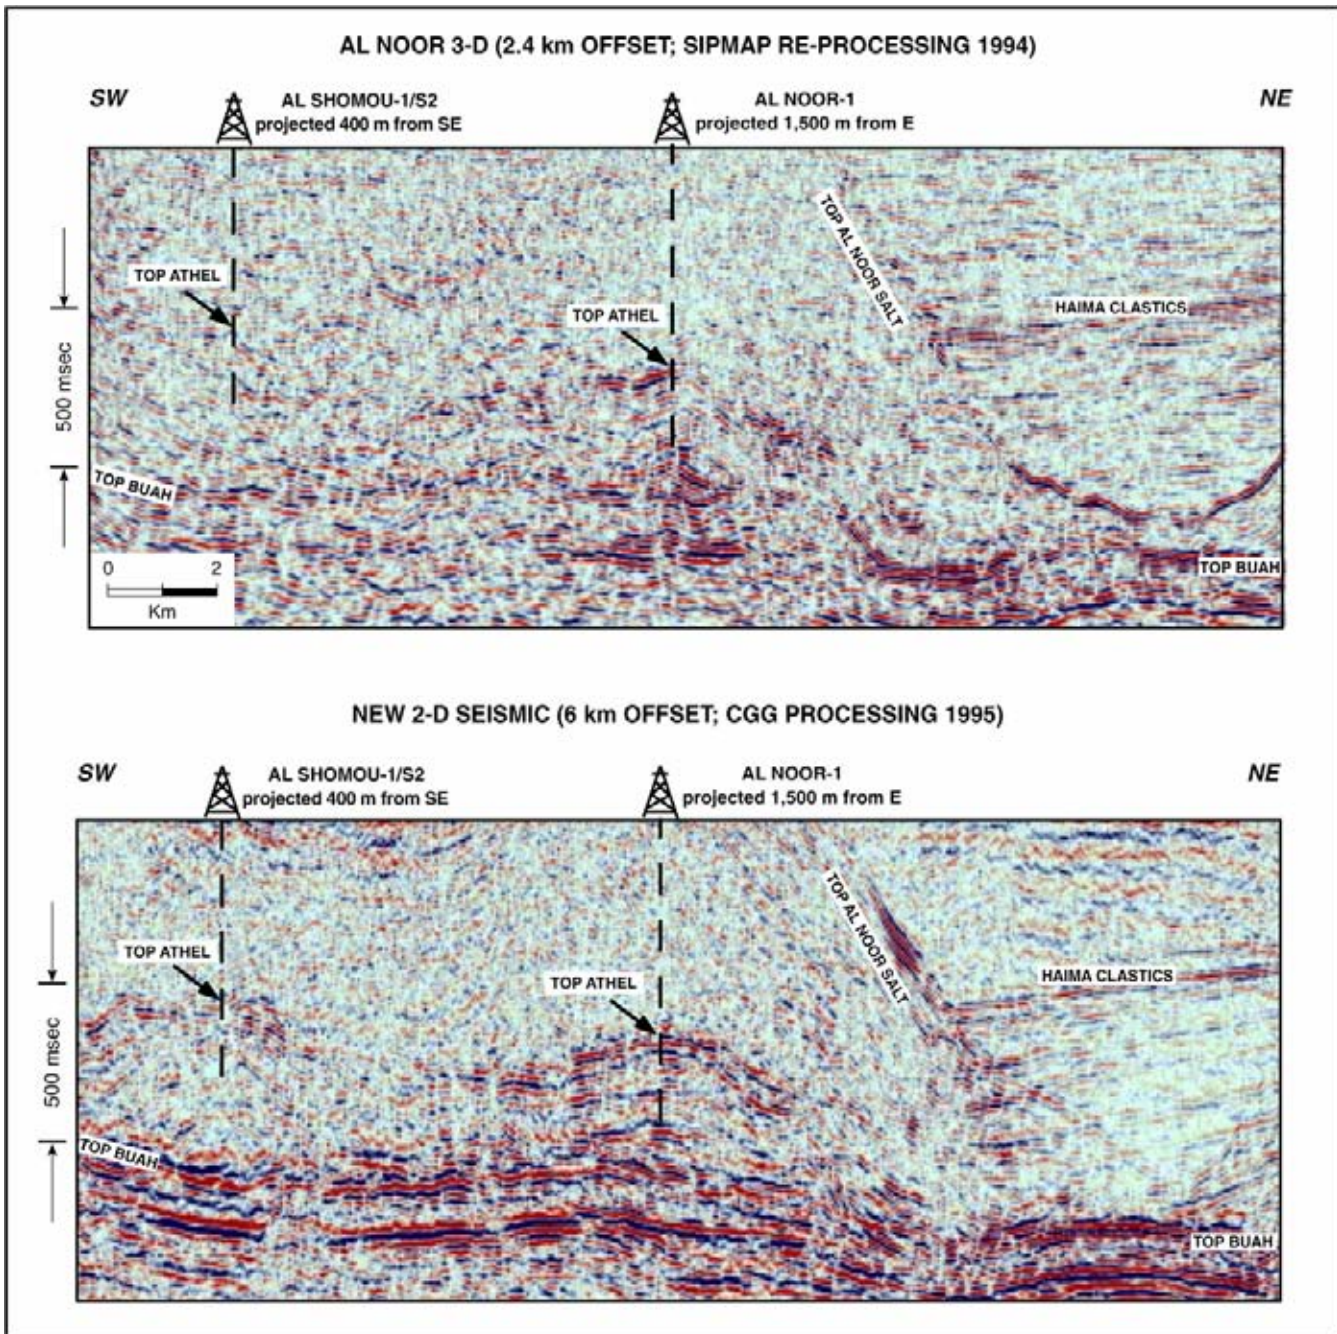 AL NOOR 3-D (2.4 km OFFSET; SIPMAP RE-PROCESSING 1994)
SW
AL SHOMOU-1/S2
projected 400 m from SE
AL NOOR-1
projected 1,500 m from E
NE
TOP AL NOOR SALT
TOP ATHEL
HAIMA CLASTICS
TOP ATHEL
500 msec
TOP BUAH
TOP BUAH
0 2
Km
NEW 2-D SEISMIC (6 km OFFSET; CGG PROCESSING 1995)
SW
AL SHOMOU-1/S2
projected 400 m from SE
AL NOOR-1
projected 1,500 m from E
NE
TOP AL NOOR SALT
TOP ATHEL
HAIMA CLASTICS
TOP ATHEL
500 msec
TOP BUAH
TOP BUAH